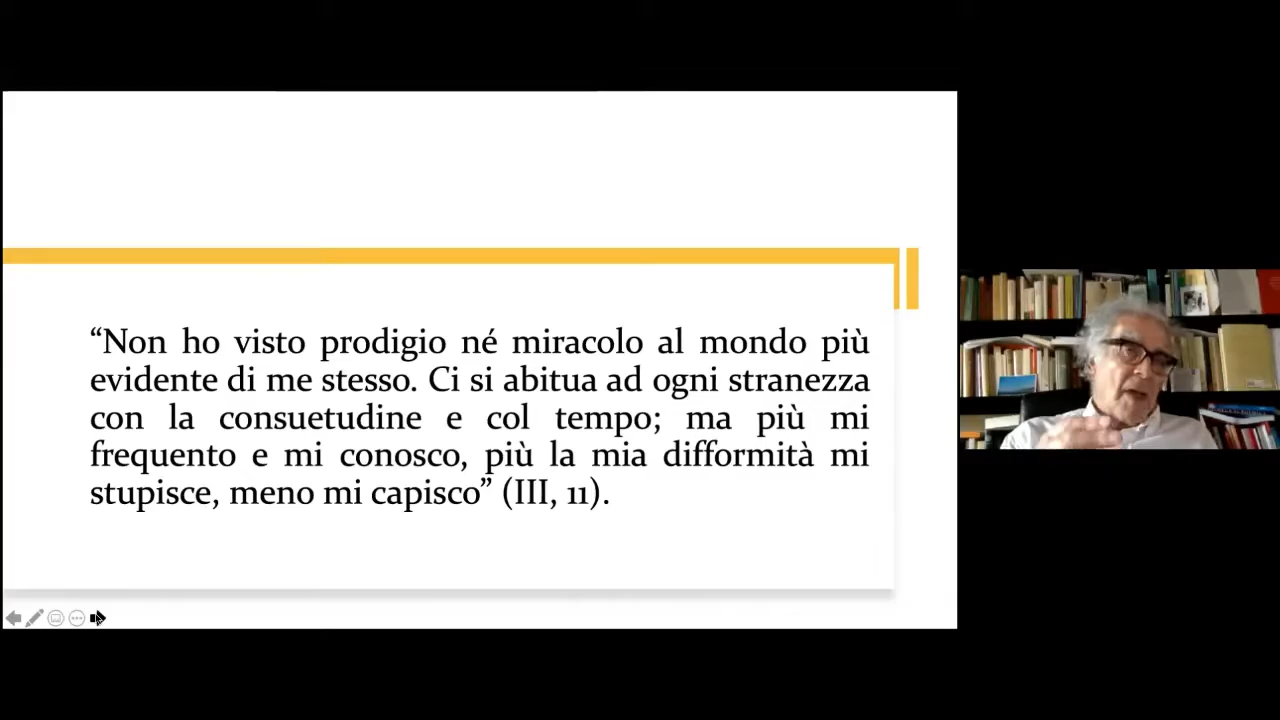 “Non ho visto prodigio né miracolo al mondo più
evidente di me stesso. Ci si abitua ad ogni stranezza
con la consuetudine e col tempo; ma più mi
frequento e mi conosco, più la mia difformità mi
stupisce, meno mi capisco” (III, 11).